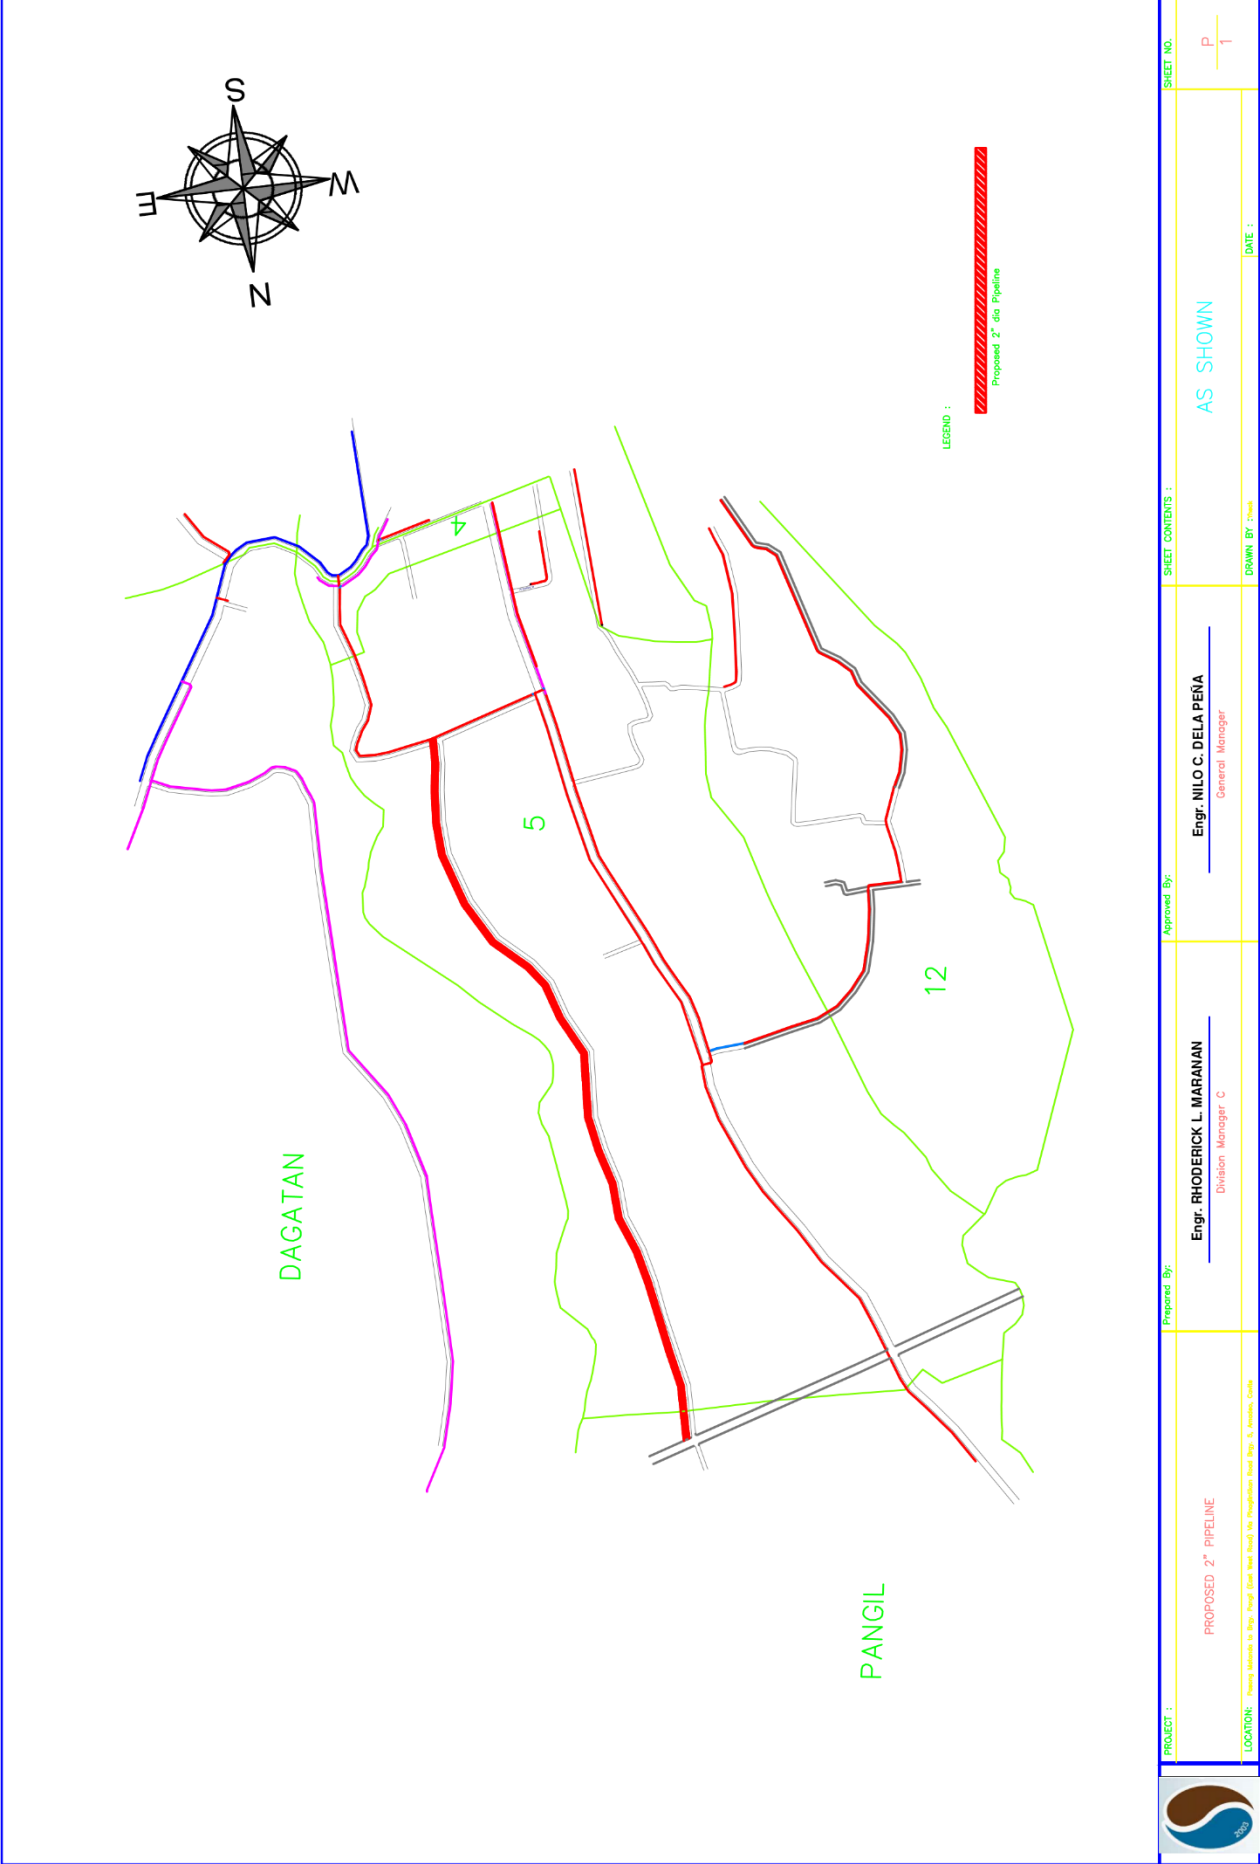 S
E
W
N
4
5
12
DAGATAN
PANGIL
LEGEND :
Proposed 2" dia Pipeline
PROJECT :
PROPOSED 2" PIPELINE
LOCATION:
Prepared By:
Engr. RHODERICK L. MARANAN
Division Manager C
Approved By:
Engr. NILO C. DELA PEÑA
General Manager
SHEET CONTENTS :
AS SHOWN
DRAWN BY :
DATE :
SHEET NO.
P
1
2003